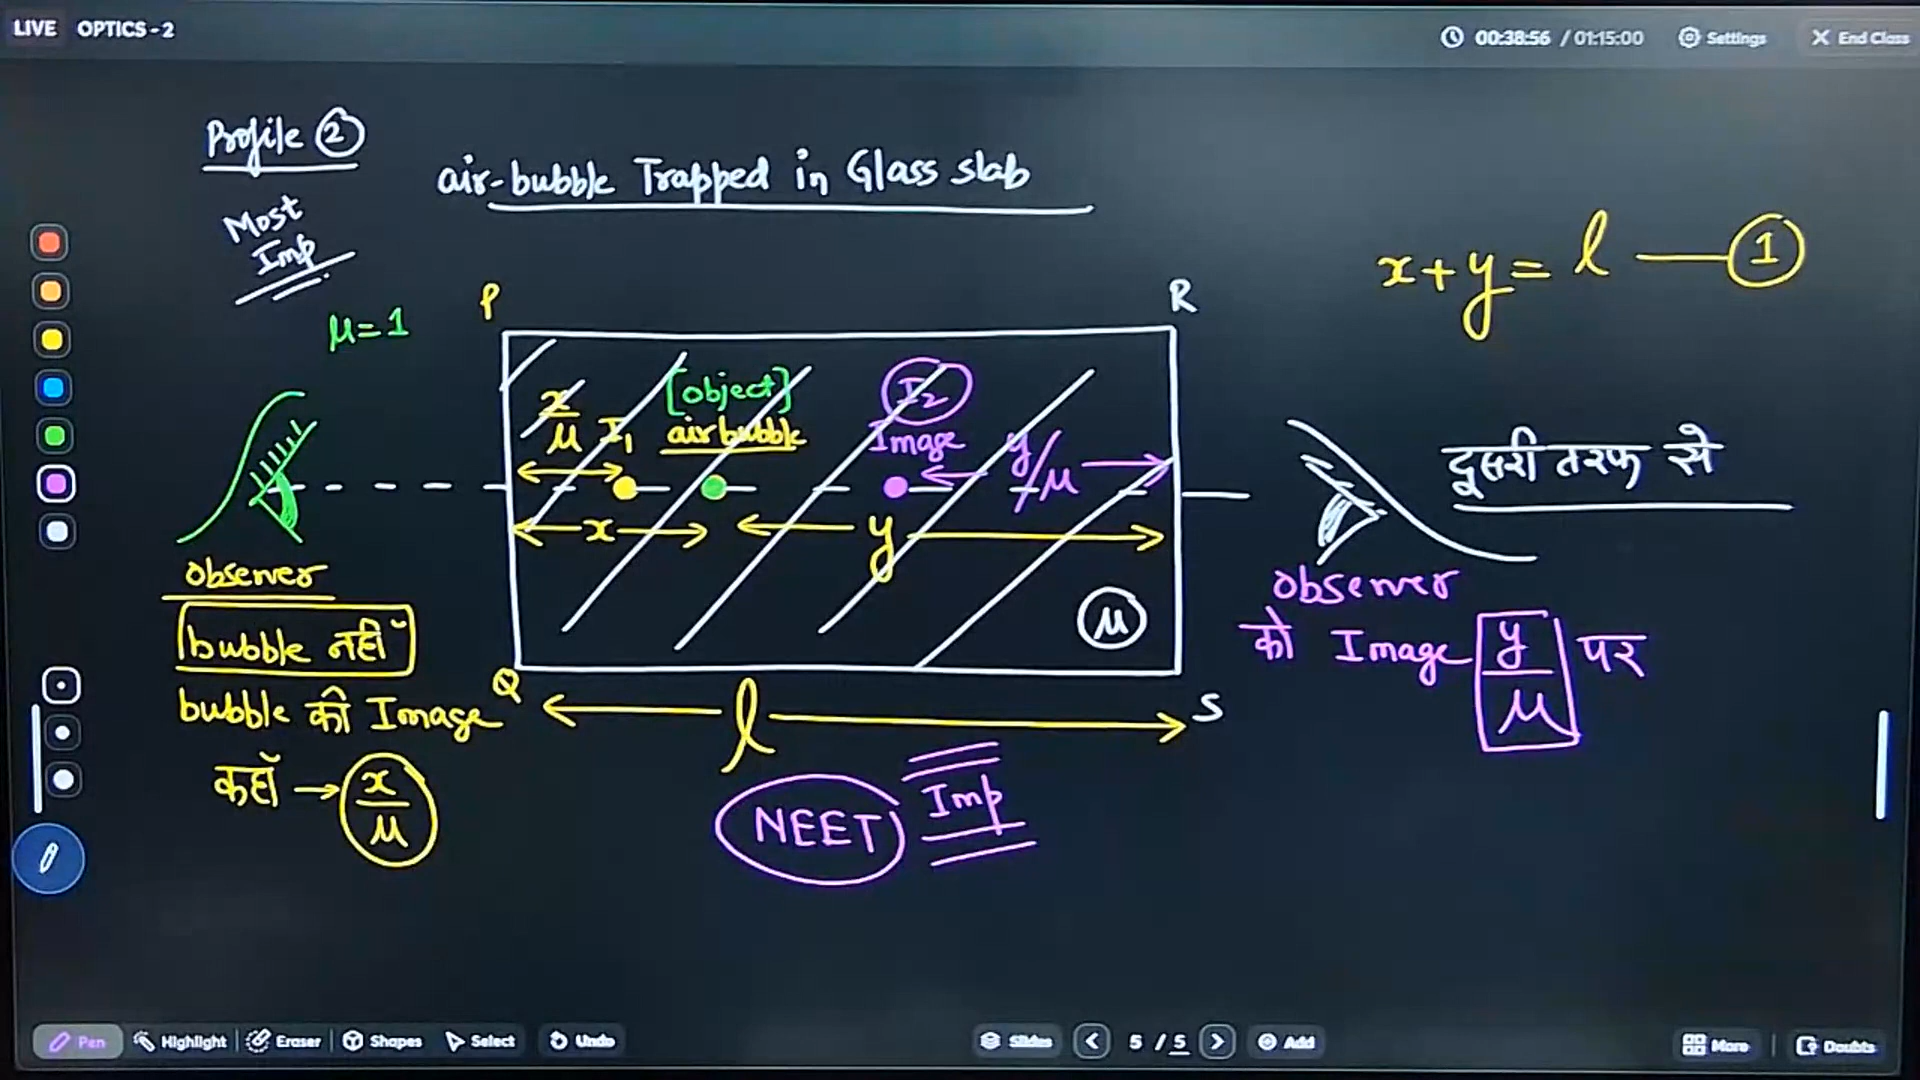 LIVE OPTICS - 2
00:38:56 / 01:15:00 Settings End Class
Profile ②
air-bubble Trapped in Glass slab
Most
Imp
x+y = l — ①
μ=1
P
R
x/μ
I₁
[object]
air bubble
I₂
Image
y/μ
x
y
μ
दूसरी तरफ से
observer
bubble नहीं
bubble की Image
कहाँ → x/μ
Q
l
S
observer
को Image y/μ पर
NEET Imp
Pen Highlight Eraser Shapes Select Undo Slides 5 / 5 Add More Doubts